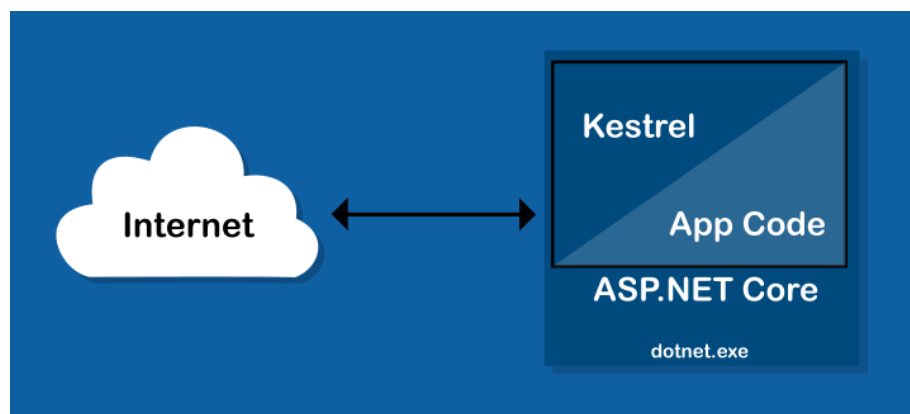 Internet
Kestrel
App Code
ASP.NET Core
dotnet.exe